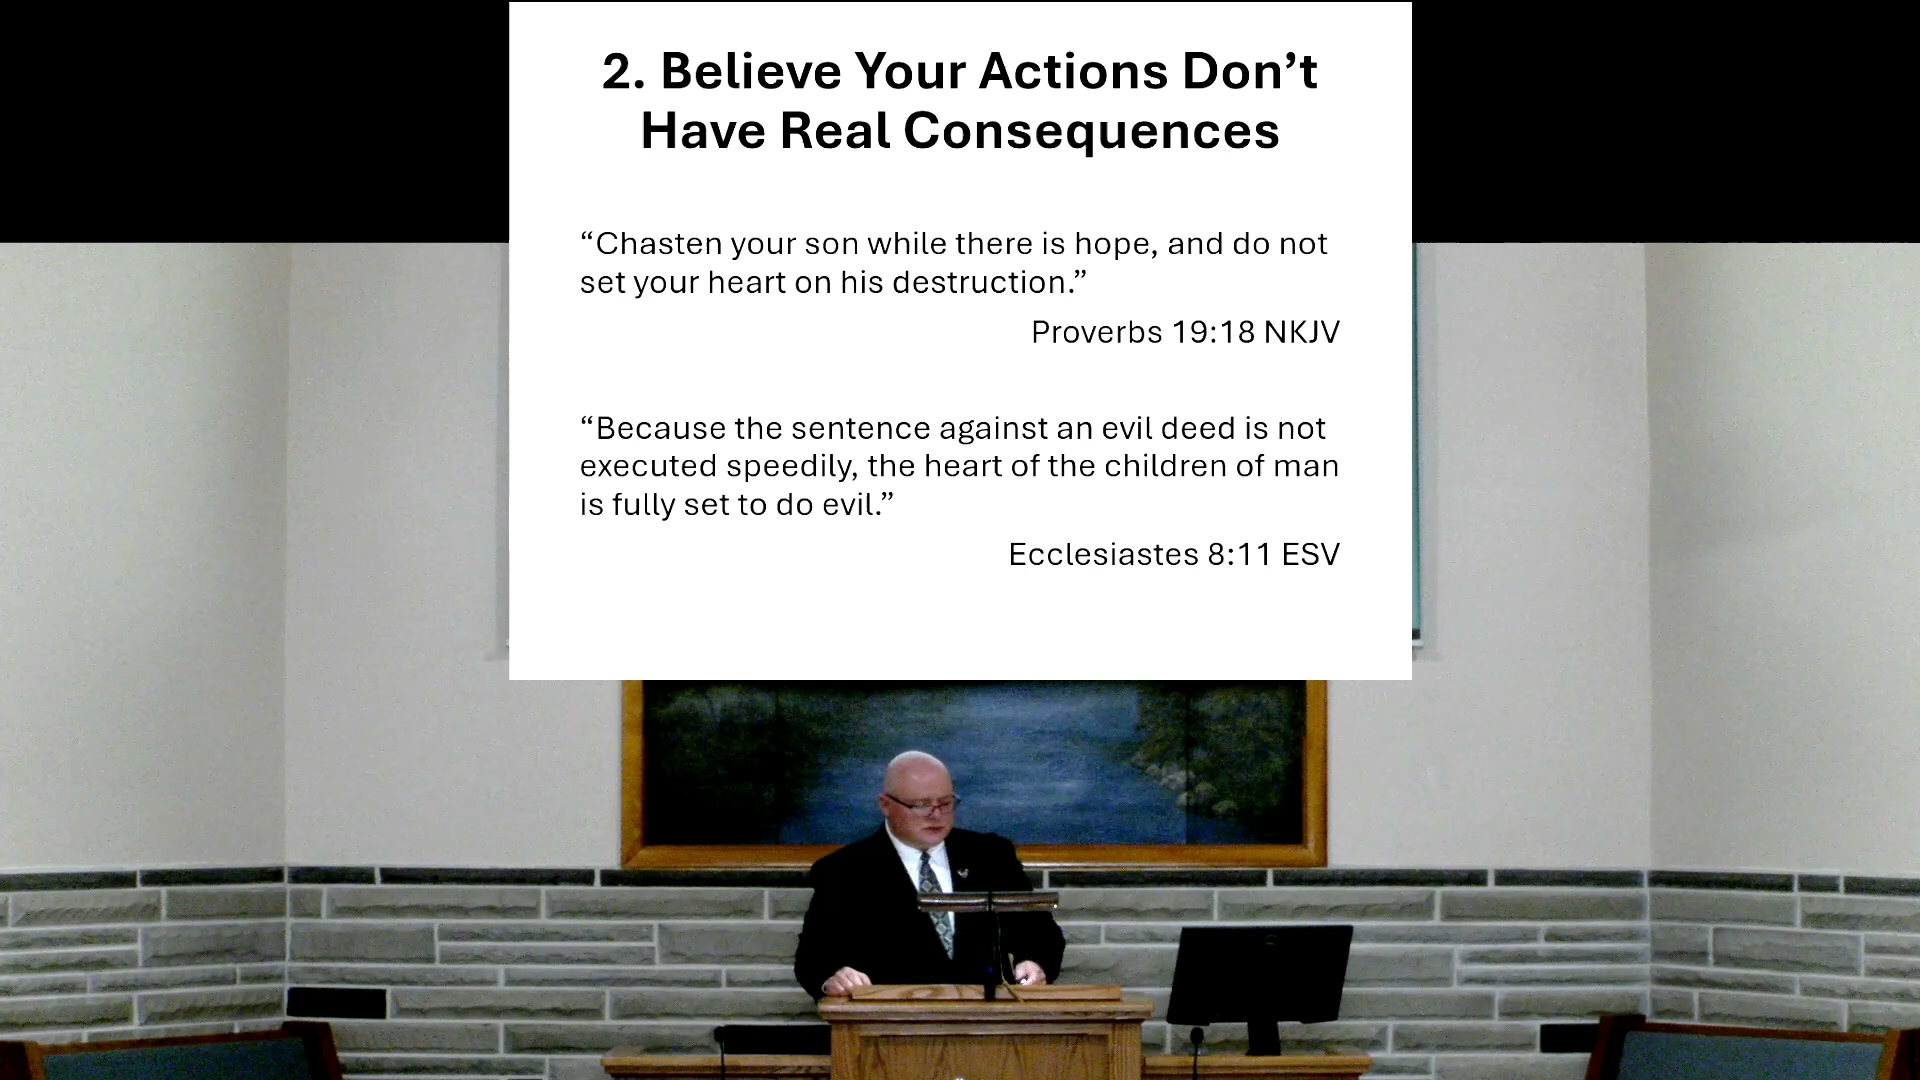 2. Believe Your Actions Don’t
Have Real Consequences
“Chasten your son while there is hope, and do not
set your heart on his destruction.”
Proverbs 19:18 NKJV
“Because the sentence against an evil deed is not
executed speedily, the heart of the children of man
is fully set to do evil.”
Ecclesiastes 8:11 ESV